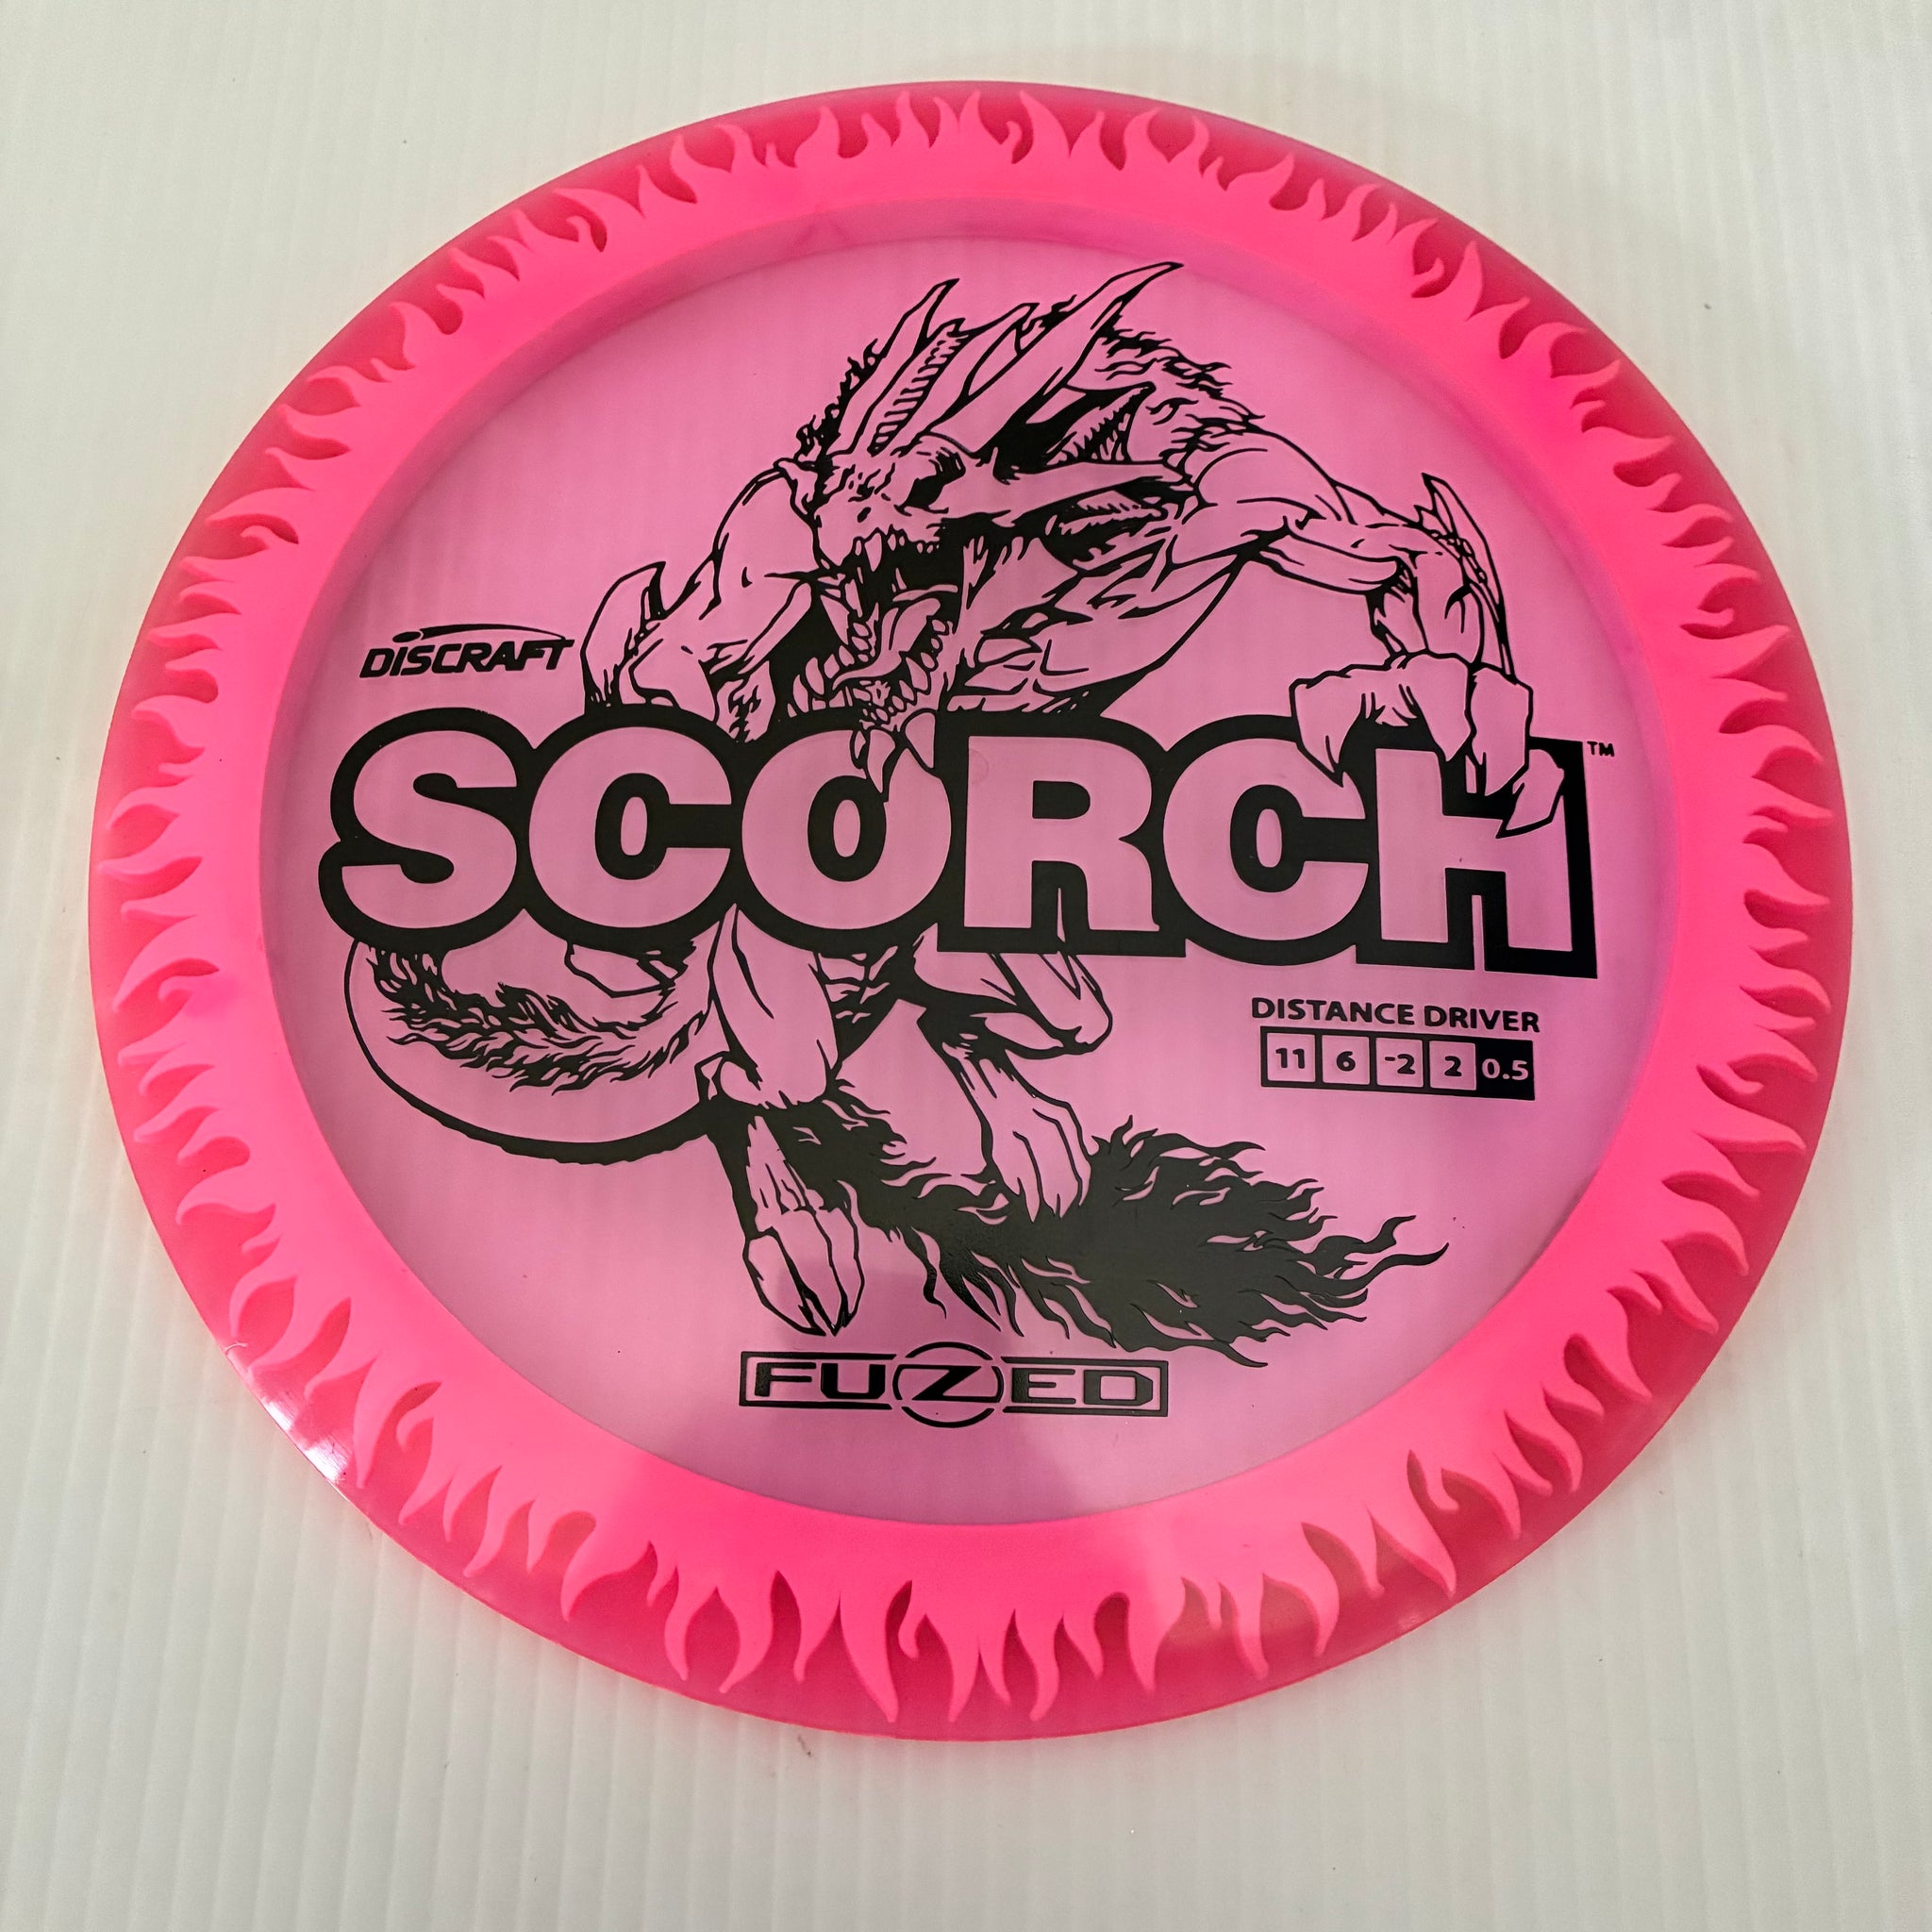 DISCRAFT
SCORCH™
DISTANCE DRIVER
11 6 -2 2 0.5
FUZED